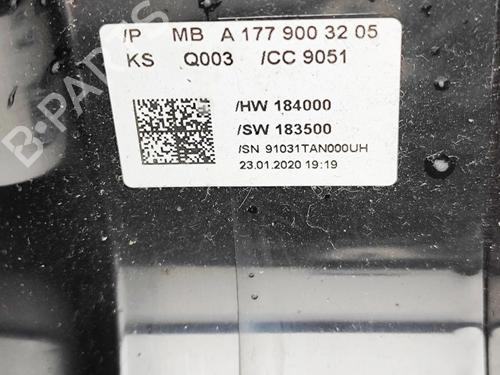 /P MB A 177 900 32 05
KS Q003 /CC 9051
/HW 184000
/SW 183500
/SN 91031TAN000UH
23.01.2020 19:19
B-PARTS